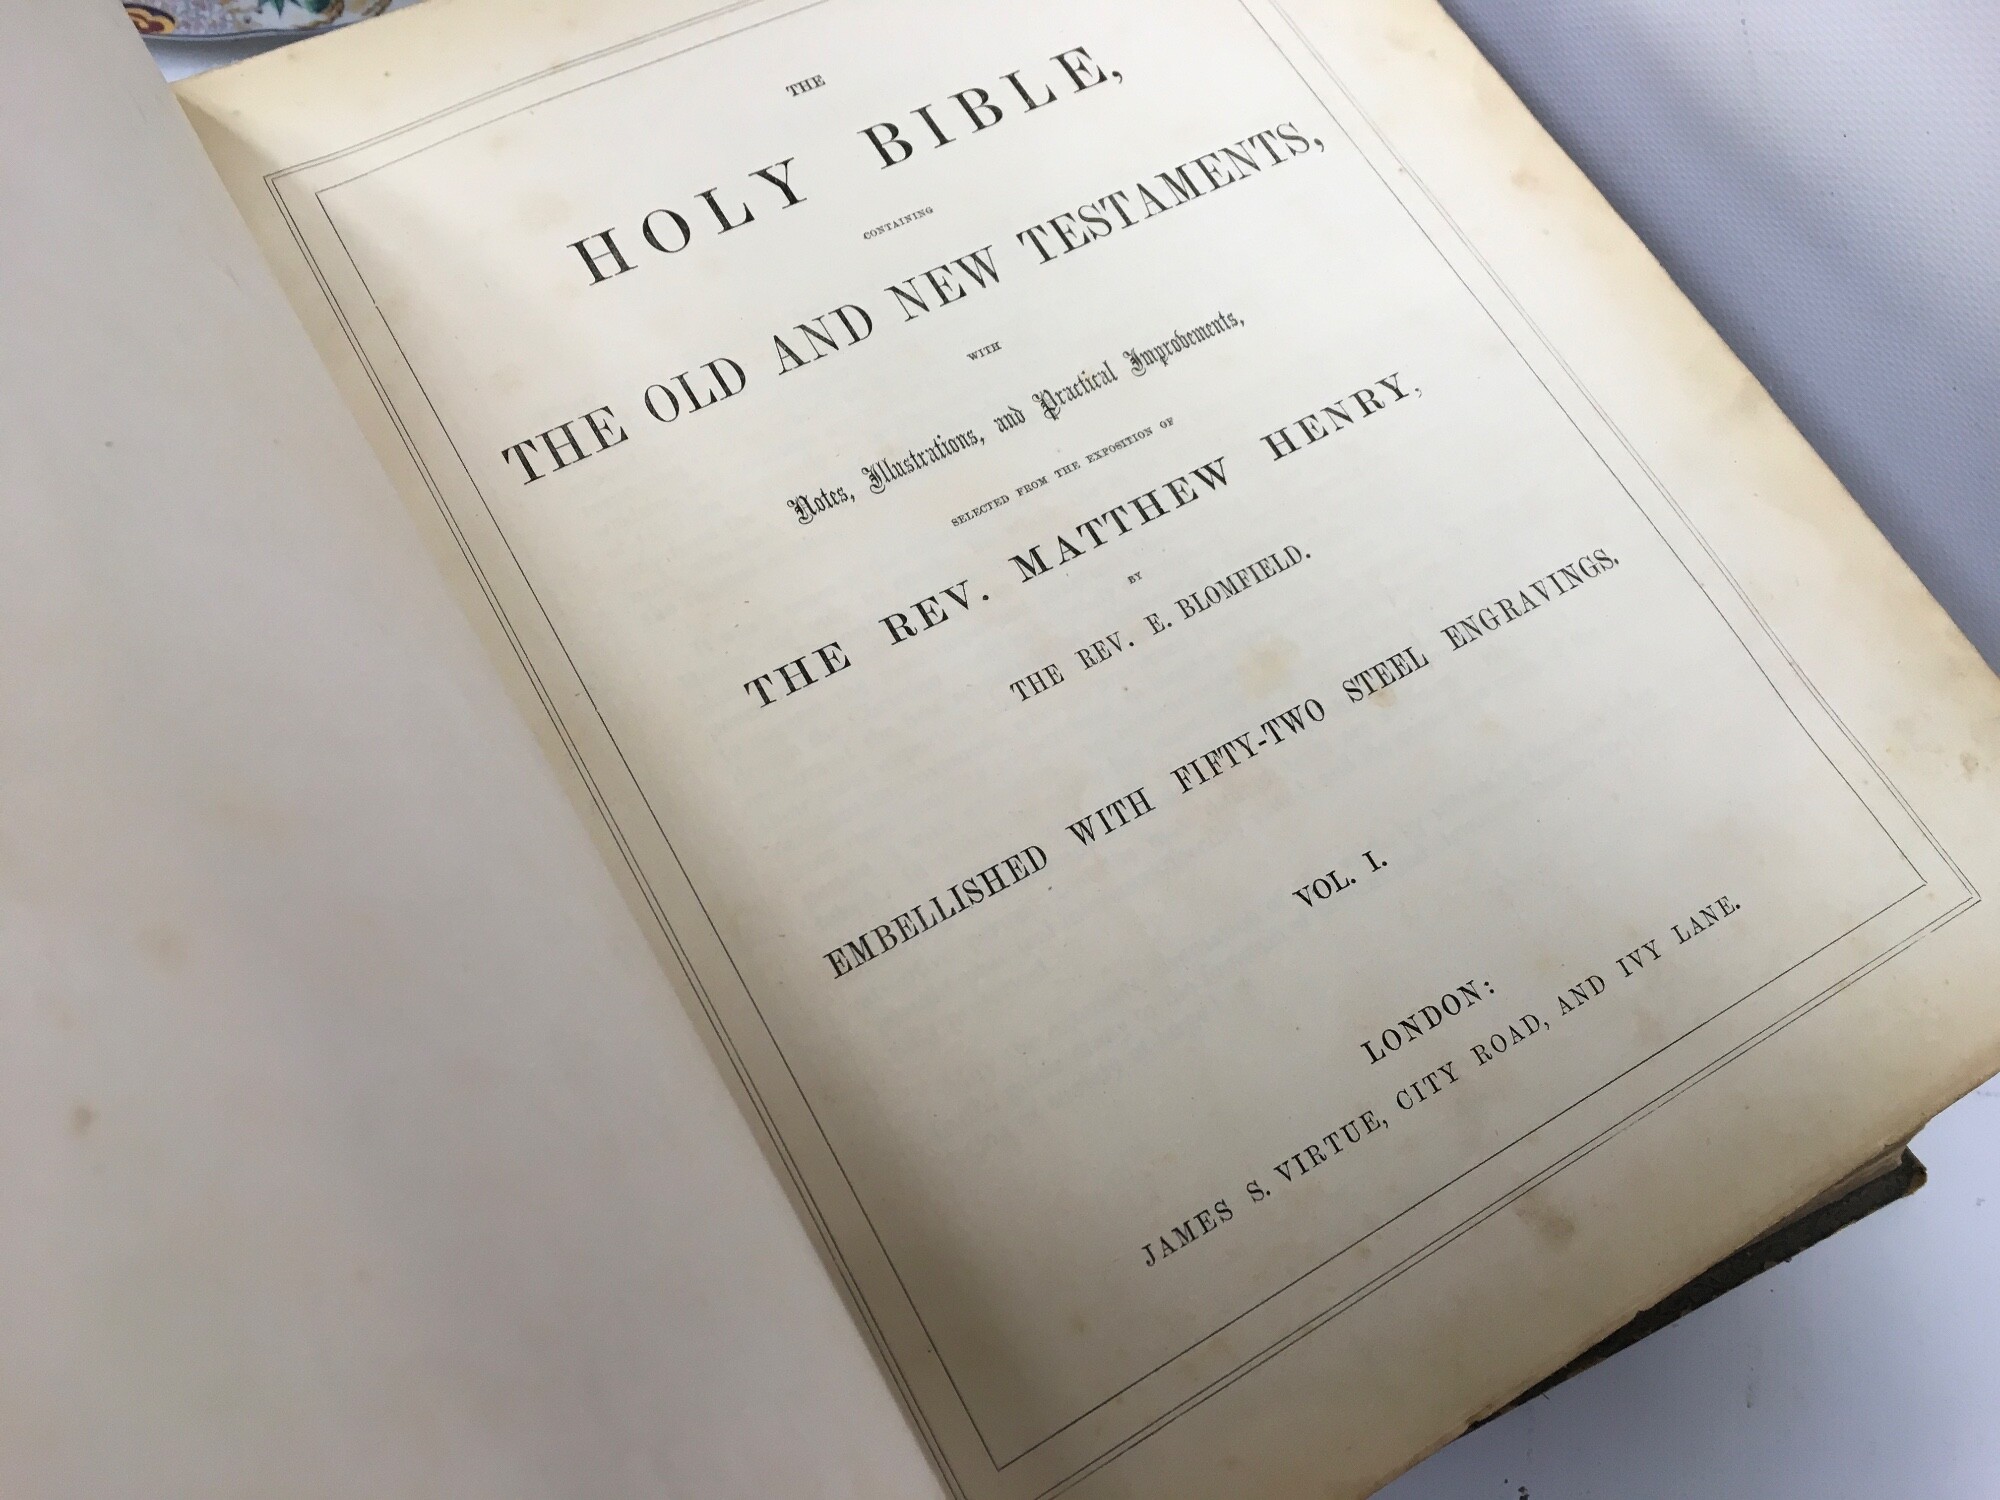 THE
HOLY BIBLE,
CONTAINING
THE OLD AND NEW TESTAMENTS,
WITH
Notes, Illustrations, and Practical Improvements,
SELECTED FROM THE EXPOSITION OF
THE REV. MATTHEW HENRY,
BY
THE REV. E. BLOMFIELD.
EMBELLISHED WITH FIFTY-TWO STEEL ENGRAVINGS.
VOL. I.
LONDON:
JAMES S. VIRTUE, CITY ROAD, AND IVY LANE.